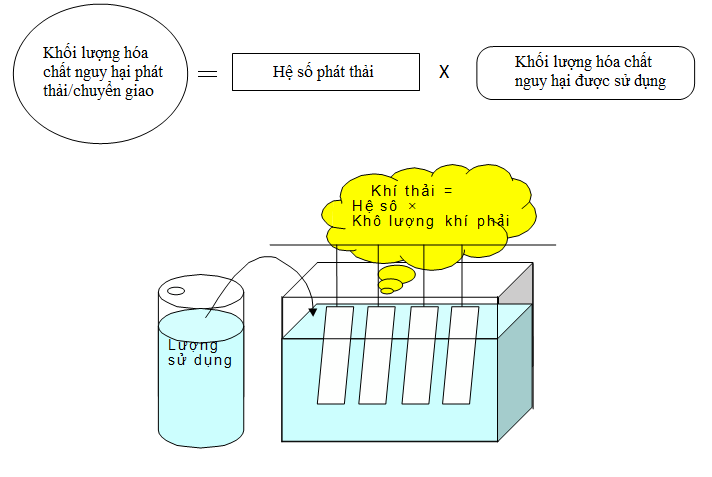 Khối lượng hóa
chất nguy hại phát
thải/chuyển giao
=
Hệ số phát thải
X
Khối lượng hóa chất
nguy hại được sử dụng
Khí thải =
Hệ sô ×
Khô lượng khí phải
Lượng
sử dụng